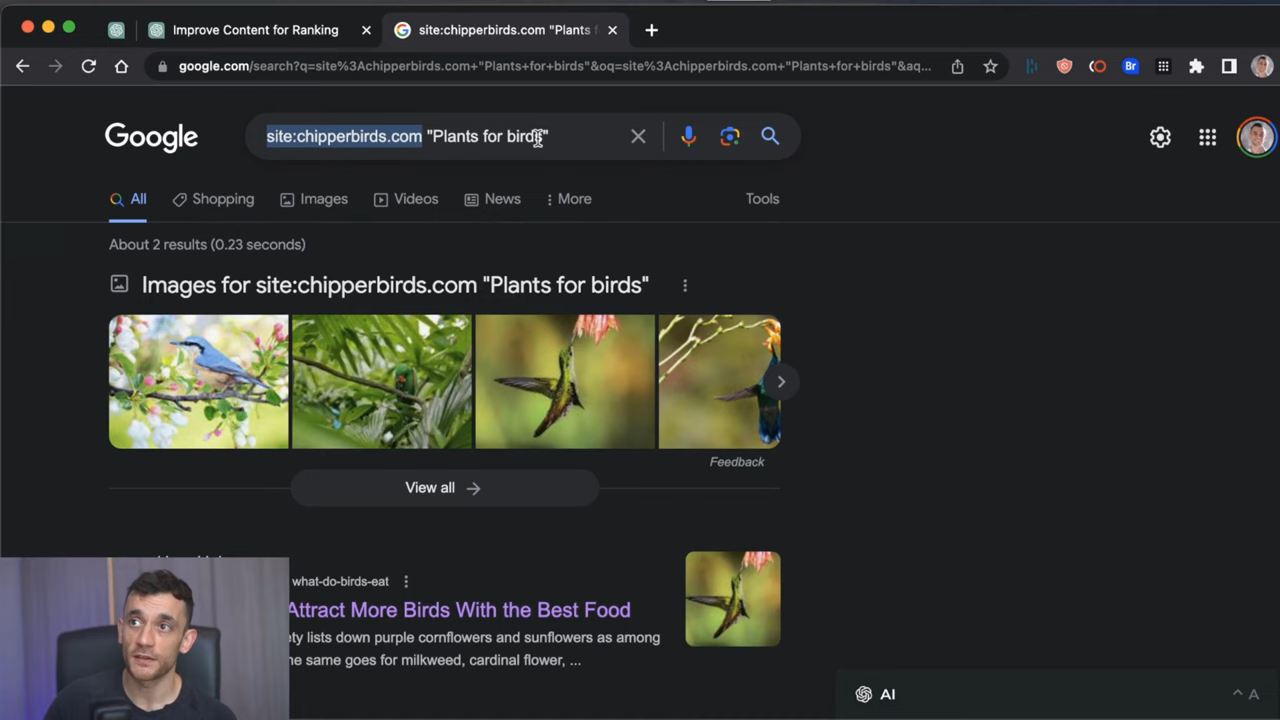 Improve Content for Ranking
site:chipperbirds.com "Plants f
google.com/search?q=site%3Achipperbirds.com+"Plants+for+birds"&oq=site%3Achipperbirds.com+"Plants+for+birds"&aq...
Br
Google
site:chipperbirds.com "Plants for birds"
All
Shopping
Images
Videos
News
More
Tools
About 2 results (0.23 seconds)
Images for site:chipperbirds.com "Plants for birds"
Feedback
View all
what-do-birds-eat
Attract More Birds With the Best Food
ety lists down purple cornflowers and sunflowers as among
he same goes for milkweed, cardinal flower, ...
AI
A